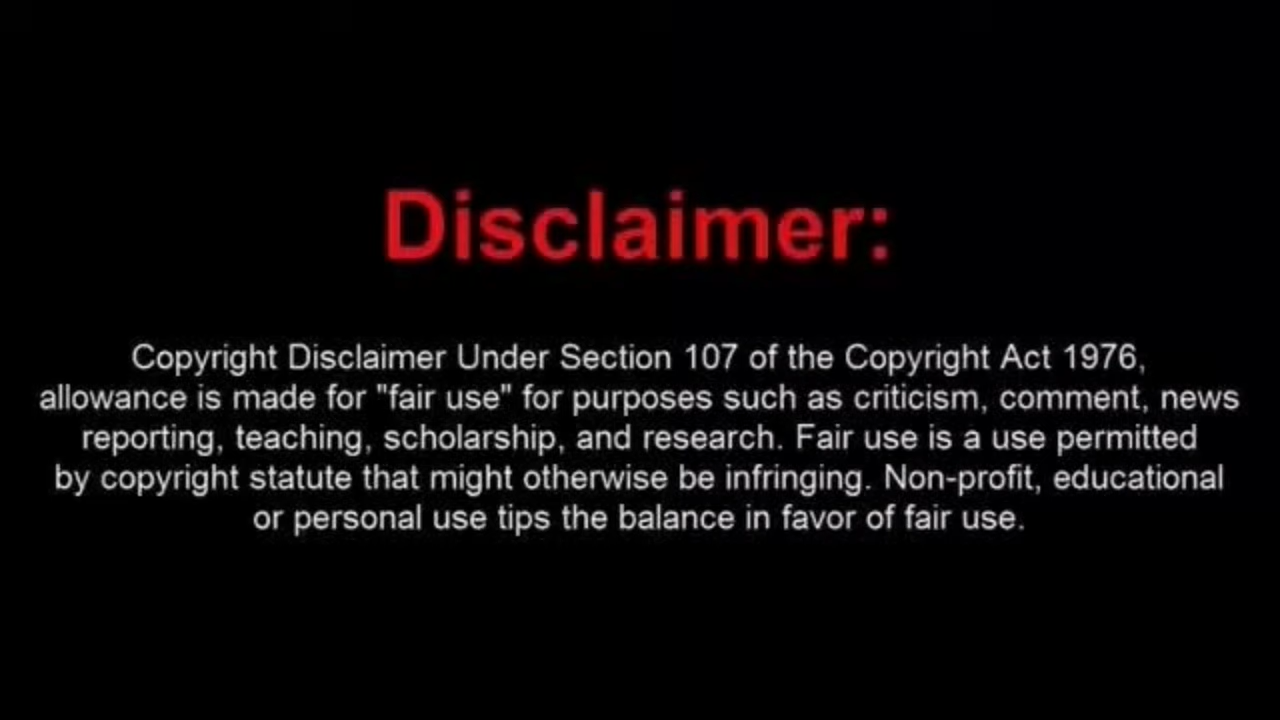 Disclaimer:
Copyright Disclaimer Under Section 107 of the Copyright Act 1976,
allowance is made for "fair use" for purposes such as criticism, comment, news
reporting, teaching, scholarship, and research. Fair use is a use permitted
by copyright statute that might otherwise be infringing. Non-profit, educational
or personal use tips the balance in favor of fair use.